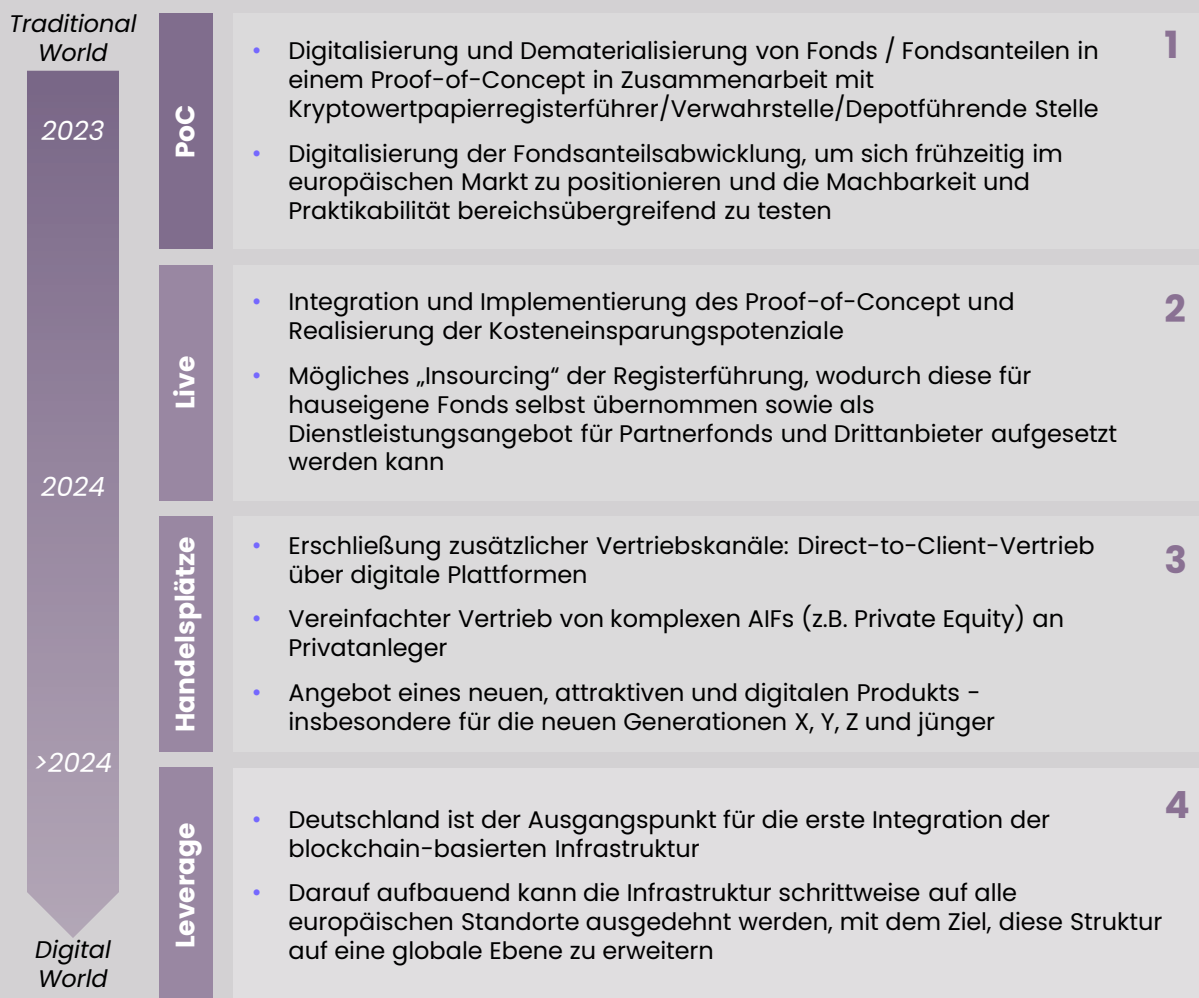 Traditional
World
2023
2024
>2024
Digital
World
PoC
1
• Digitalisierung und Dematerialisierung von Fonds / Fondsanteilen in
einem Proof-of-Concept in Zusammenarbeit mit
Kryptowertpapierregisterführer/Verwahrstelle/Depotführende Stelle
• Digitalisierung der Fondsanteilsabwicklung, um sich frühzeitig im
europäischen Markt zu positionieren und die Machbarkeit und
Praktikabilität bereichsübergreifend zu testen
Live
2
• Integration und Implementierung des Proof-of-Concept und
Realisierung der Kosteneinsparungspotenziale
• Mögliches „Insourcing“ der Registerführung, wodurch diese für
hauseigene Fonds selbst übernommen sowie als
Dienstleistungsangebot für Partnerfonds und Drittanbieter aufgesetzt
werden kann
Handelsplätze
3
• Erschließung zusätzlicher Vertriebskanäle: Direct-to-Client-Vertrieb
über digitale Plattformen
• Vereinfachter Vertrieb von komplexen AIFs (z.B. Private Equity) an
Privatanleger
• Angebot eines neuen, attraktiven und digitalen Produkts -
insbesondere für die neuen Generationen X, Y, Z und jünger
Leverage
4
• Deutschland ist der Ausgangspunkt für die erste Integration der
blockchain-basierten Infrastruktur
• Darauf aufbauend kann die Infrastruktur schrittweise auf alle
europäischen Standorte ausgedehnt werden, mit dem Ziel, diese Struktur
auf eine globale Ebene zu erweitern